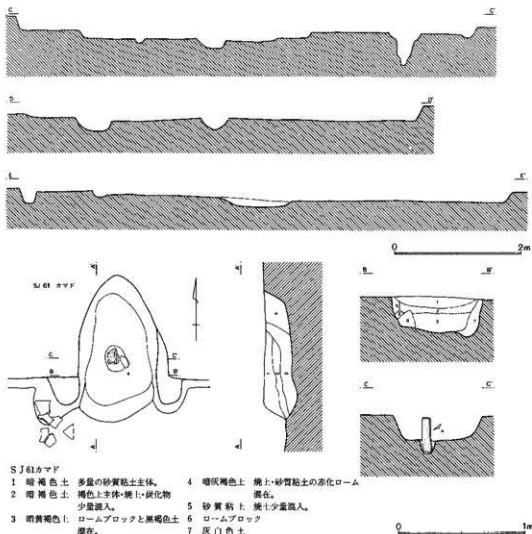 C C'
D D'
E E'
0 2m
SJ 61 カマド
A'
B B'
C C'
B B'
C C'
A
SJ61カマド
1 暗褐色土 多量の砂質粘土主体。
2 暗褐色土 褐色土主体・焼土・炭化物
少量混入。
3 暗黄褐色土 ロームブロックと黒褐色土
混在。
4 暗灰褐色土 焼土・砂質粘土の赤化ローム
混在。
5 砂質粘土 焼土少量混入。
6 ロームブロック
7 灰白色土
0 1m